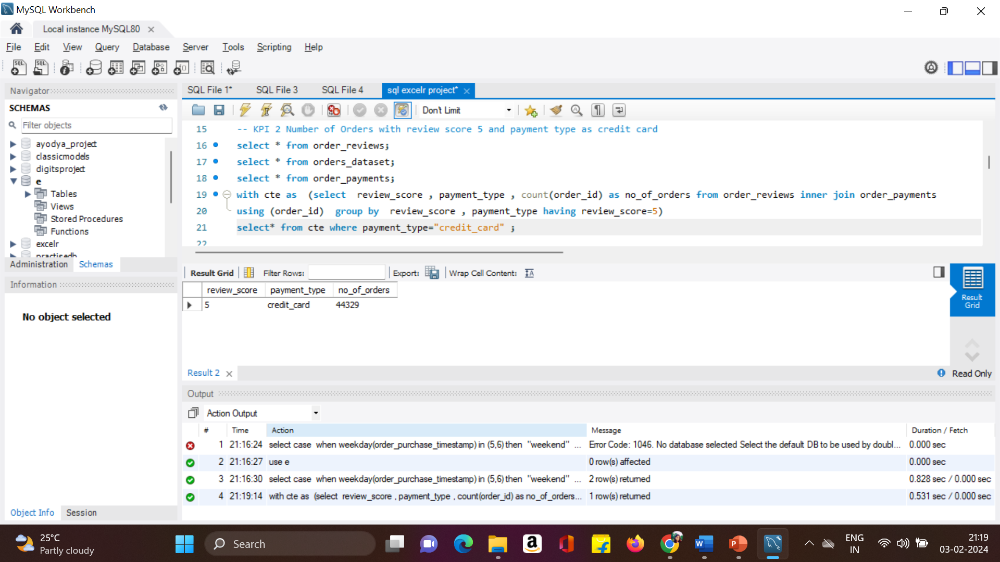 MySQL Workbench
Local instance MySQL80
File Edit View Query Database Server Tools Scripting Help
Navigator
SCHEMAS
Filter objects
ayodya_project
classicmodels
digitsproject
e
Tables
Views
Stored Procedures
Functions
excelr
practisedb
Administration Schemas
Information
No object selected
Object Info Session
SQL File 1* SQL File 3 SQL File 4 sql excelr project*
Don't Limit
15 -- KPI 2 Number of Orders with review score 5 and payment type as credit card
16 select * from order_reviews;
17 select * from orders_dataset;
18 select * from order_payments;
19 with cte as (select review_score , payment_type , count(order_id) as no_of_orders from order_reviews inner join order_payments
20 using (order_id) group by review_score , payment_type having review_score=5)
21 select* from cte where payment_type="credit_card" ;
22
Result Grid Filter Rows: Export: Wrap Cell Content:
review_score payment_type no_of_orders
5 credit_card 44329
Result Grid
Result 2
Read Only
Output
Action Output
# Time Action Message Duration / Fetch
1 21:16:24 select case when weekday(order_purchase_timestamp) in (5,6) then "weekend" ... Error Code: 1046. No database selected Select the default DB to be used by doubl... 0.000 sec
2 21:16:27 use e 0 row(s) affected 0.000 sec
3 21:16:30 select case when weekday(order_purchase_timestamp) in (5,6) then "weekend" ... 2 row(s) returned 0.828 sec / 0.000 sec
4 21:19:14 with cte as (select review_score , payment_type , count(order_id) as no_of_orders... 1 row(s) returned 0.531 sec / 0.000 sec
25°C
Partly cloudy
Search
ENG
IN
21:19
03-02-2024